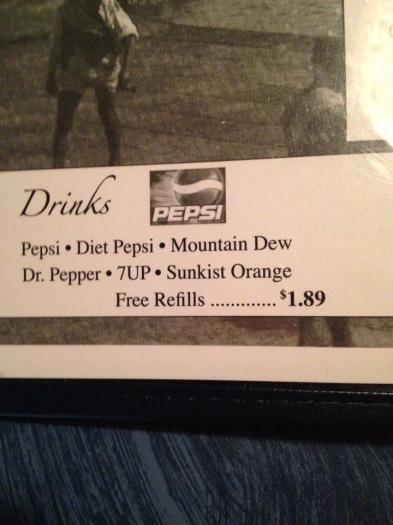 Drinks
PEPSI
Pepsi • Diet Pepsi • Mountain Dew
Dr. Pepper • 7UP • Sunkist Orange
Free Refills ............. $1.89